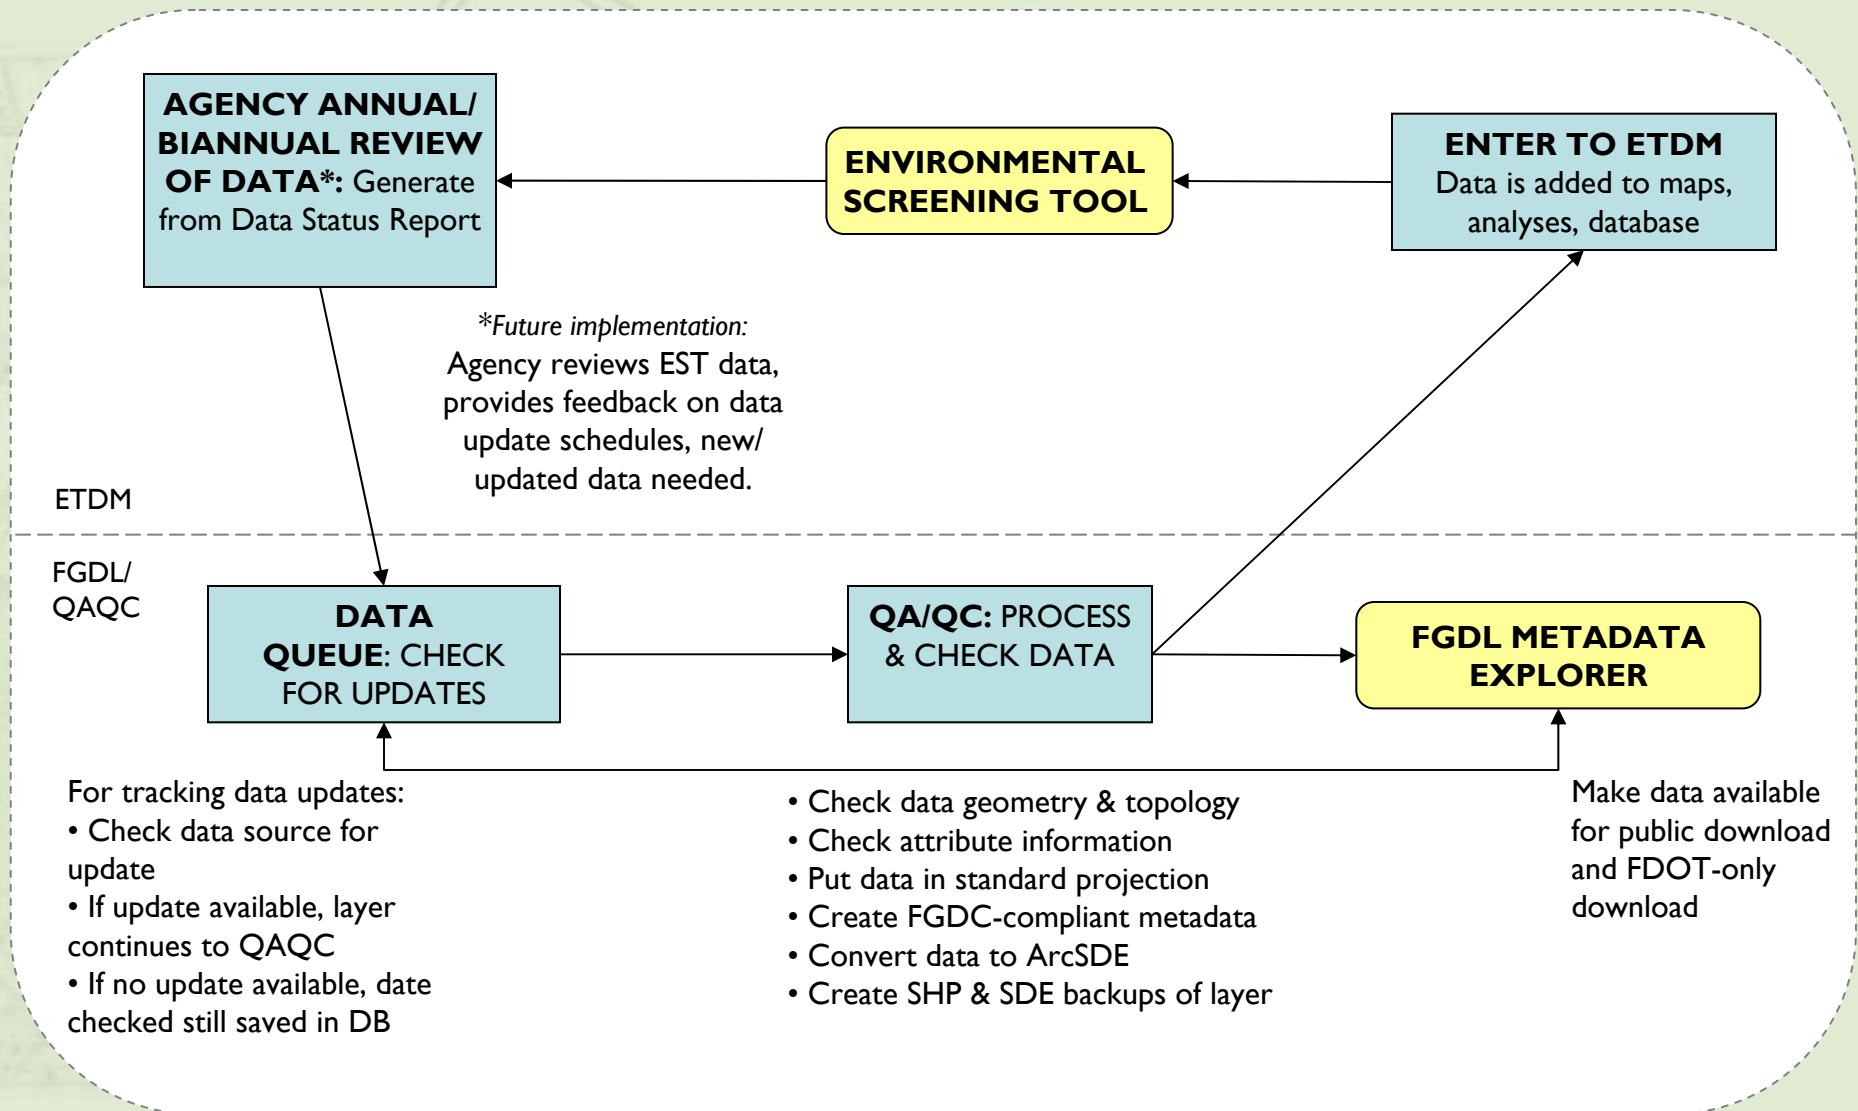 AGENCY ANNUAL/
BIANNUAL REVIEW
OF DATA*: Generate
from Data Status Report
ENVIRONMENTAL
SCREENING TOOL
ENTER TO ETDM
Data is added to maps,
analyses, database
*Future implementation:
Agency reviews EST data,
provides feedback on data
update schedules, new/
updated data needed.
ETDM
FGDL/
QAQC
DATA
QUEUE: CHECK
FOR UPDATES
QA/QC: PROCESS
& CHECK DATA
FGDL METADATA
EXPLORER
For tracking data updates:
• Check data source for
update
• If update available, layer
continues to QAQC
• If no update available, date
checked still saved in DB
• Check data geometry & topology
• Check attribute information
• Put data in standard projection
• Create FGDC-compliant metadata
• Convert data to ArcSDE
• Create SHP & SDE backups of layer
Make data available
for public download
and FDOT-only
download